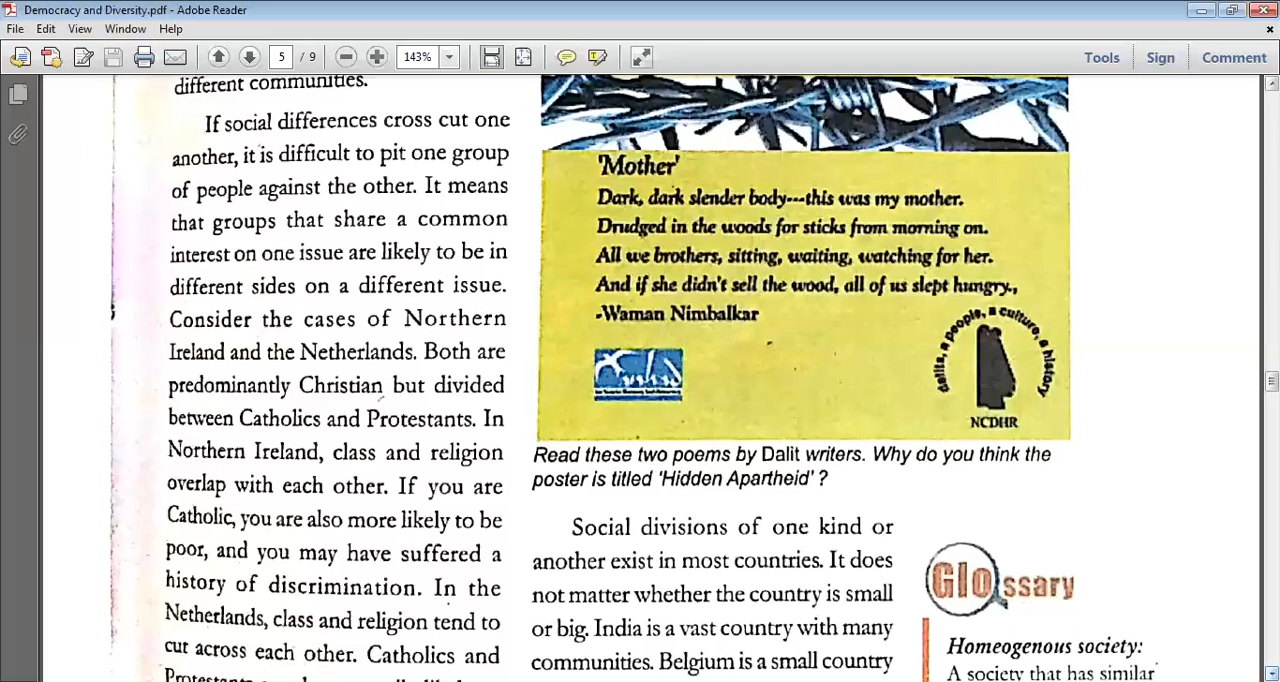 Democracy and Diversity.pdf - Adobe Reader
File Edit View Window Help
5 / 9 143% Tools Sign Comment
different communities.
If social differences cross cut one
another, it is difficult to pit one group
of people against the other. It means
that groups that share a common
interest on one issue are likely to be in
different sides on a different issue.
Consider the cases of Northern
Ireland and the Netherlands. Both are
predominantly Christian but divided
between Catholics and Protestants. In
Northern Ireland, class and religion
overlap with each other. If you are
Catholic, you are also more likely to be
poor, and you may have suffered a
history of discrimination. In the
Netherlands, class and religion tend to
cut across each other. Catholics and
'Mother'
Dark, dark slender body---this was my mother.
Drudged in the woods for sticks from morning on.
All we brothers, sitting, waiting, watching for her.
And if she didn't sell the wood, all of us slept hungry.,
-Waman Nimbalkar
dalits, a people, a culture, a history
NCDHR
Read these two poems by Dalit writers. Why do you think the
poster is titled 'Hidden Apartheid' ?
Social divisions of one kind or
another exist in most countries. It does
not matter whether the country is small
or big. India is a vast country with many
communities. Belgium is a small country
Glossary
Homeogenous society:
A society that has similar